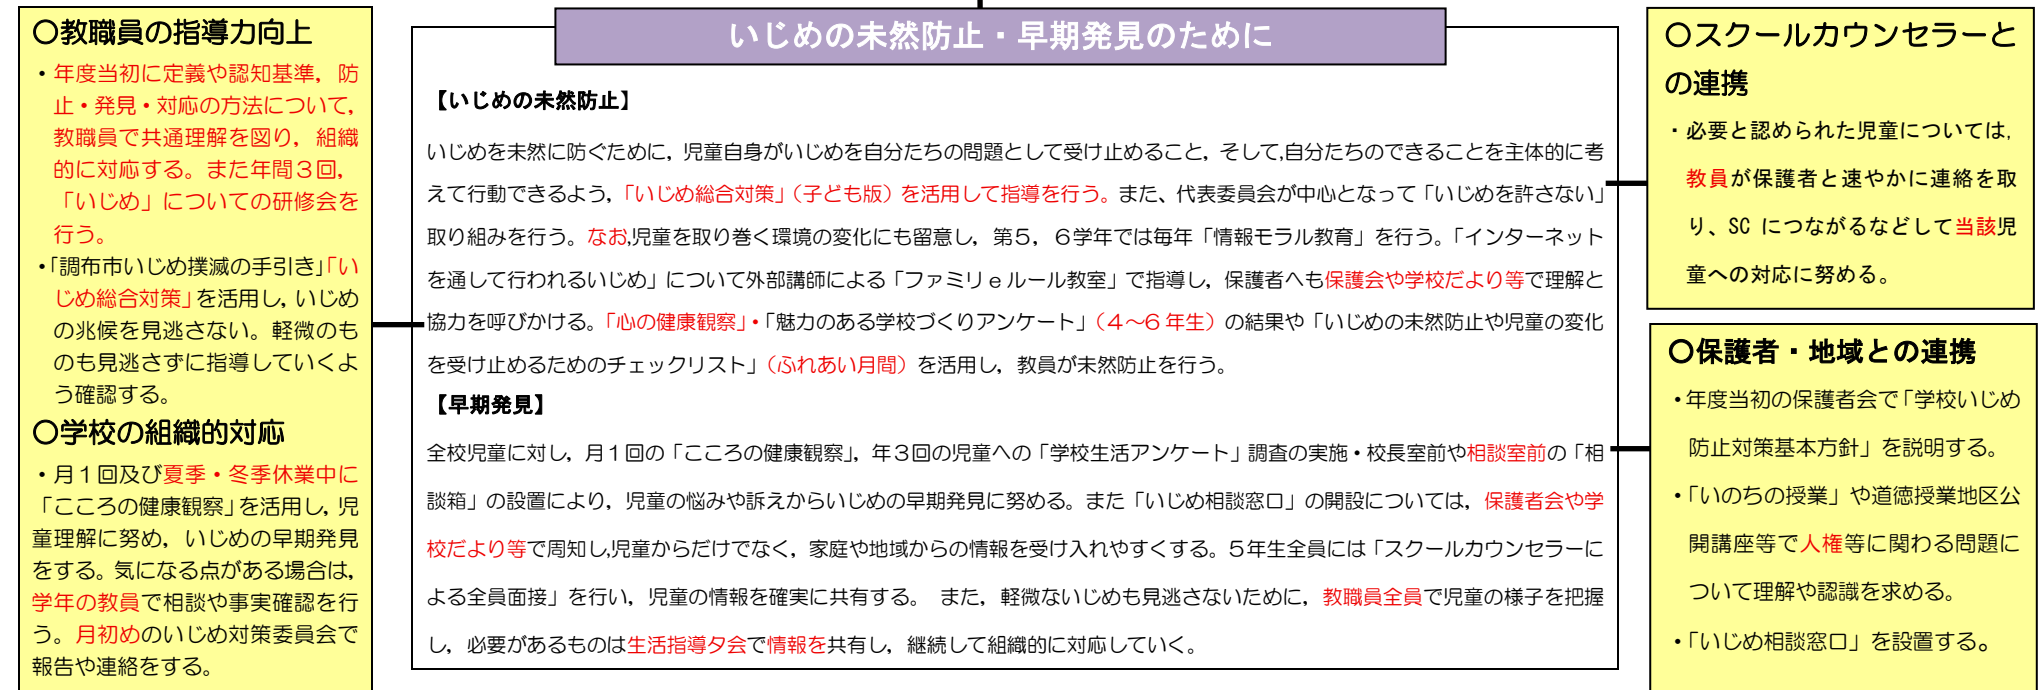 〇教職員の指導力向上
・年度当初に定義や認知基準，防
止・発見・対応の方法について，
教職員で共通理解を図り，組織
的に対応する。また年間３回，
「いじめ」についての研修会を
行う。
・「調布市いじめ撲滅の手引き」「い
じめ総合対策」を活用し，いじめ
の兆候を見逃さない。軽微のも
のも見逃さずに指導していくよ
う確認する。
〇学校の組織的対応
・月１回及び夏季・冬季休業中に
「こころの健康観察」を活用し，児
童理解に努め，いじめの早期発見
をする。気になる点がある場合は，
学年の教員で相談や事実確認を行
う。月初めのいじめ対策委員会で
報告や連絡をする。
いじめの未然防止・早期発見のために
【いじめの未然防止】
いじめを未然に防ぐために，児童自身がいじめを自分たちの問題として受け止めること，そして,自分たちのできることを主体的に考
えて行動できるよう，「いじめ総合対策」（子ども版）を活用して指導を行う。また、代表委員会が中心となって「いじめを許さない」
取り組みを行う。なお,児童を取り巻く環境の変化にも留意し，第５，６学年では毎年「情報モラル教育」を行う。「インターネット
を通して行われるいじめ」について外部講師による「ファミリｅルール教室」で指導し，保護者へも保護会や学校だより等で理解と
協力を呼びかける。「心の健康観察」・「魅力のある学校づくりアンケート」（４～６年生）の結果や「いじめの未然防止や児童の変化
を受け止めるためのチェックリスト」（ふれあい月間）を活用し，教員が未然防止を行う。
【早期発見】
全校児童に対し，月１回の「こころの健康観察」，年３回の児童への「学校生活アンケート」調査の実施・校長室前や相談室前の「相
談箱」の設置により，児童の悩みや訴えからいじめの早期発見に努める。また「いじめ相談窓口」の開設については，保護者会や学
校だより等で周知し,児童からだけでなく，家庭や地域からの情報を受け入れやすくする。５年生全員には「スクールカウンセラーに
よる全員面接」を行い，児童の情報を確実に共有する。 また，軽微ないじめも見逃さないために，教職員全員で児童の様子を把握
し，必要があるものは生活指導夕会で情報を共有し，継続して組織的に対応していく。
〇スクールカウンセラーと
の連携
・必要と認められた児童については，
教員が保護者と速やかに連絡を取
り、SC につながるなどして当該児
童への対応に努める。
〇保護者・地域との連携
・年度当初の保護者会で「学校いじめ
防止対策基本方針」を説明する。
・「いのちの授業」や道徳授業地区公
開講座等で人権等に関わる問題に
ついて理解や認識を求める。
・「いじめ相談窓口」を設置する。